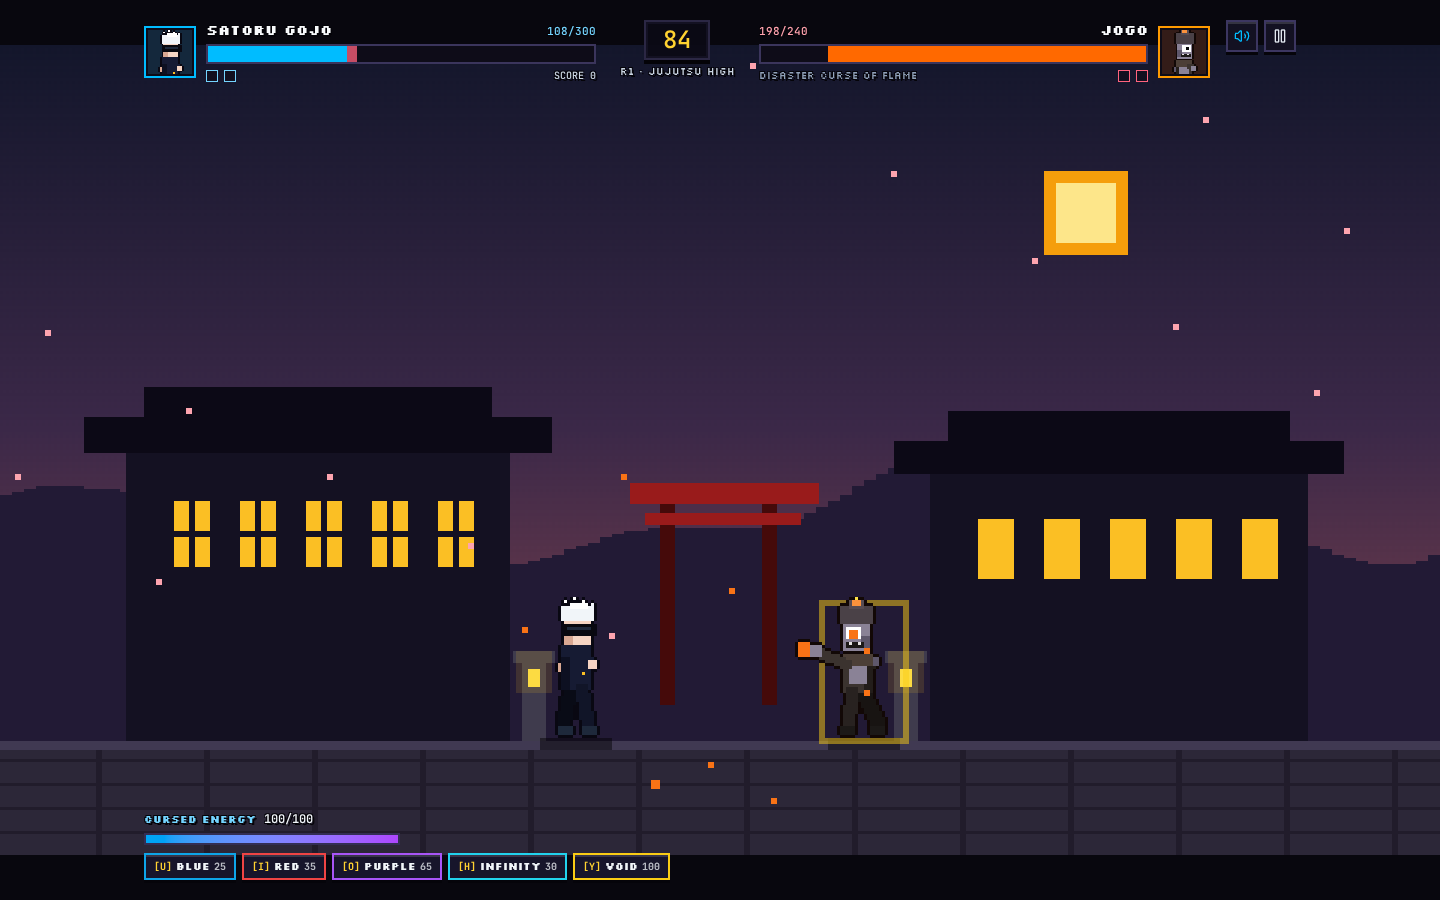 SATORU GOJO 108/300
SCORE 0
84
R1 · JUJUTSU HIGH
198/240 JOGO
DISASTER CURSE OF FLAME
CURSED ENERGY 100/100
[U] BLUE 25 [I] RED 35 [O] PURPLE 65 [H] INFINITY 30 [Y] VOID 100